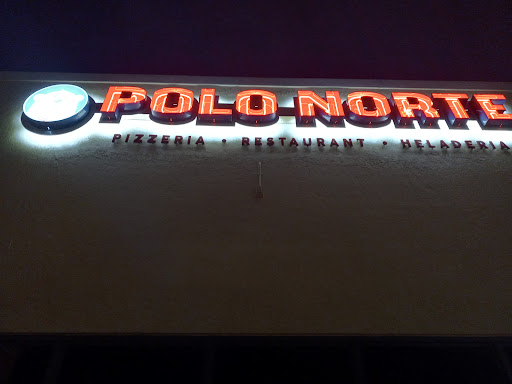 POLO NORTE
PIZZERIA • RESTAURANT • HELADERIA